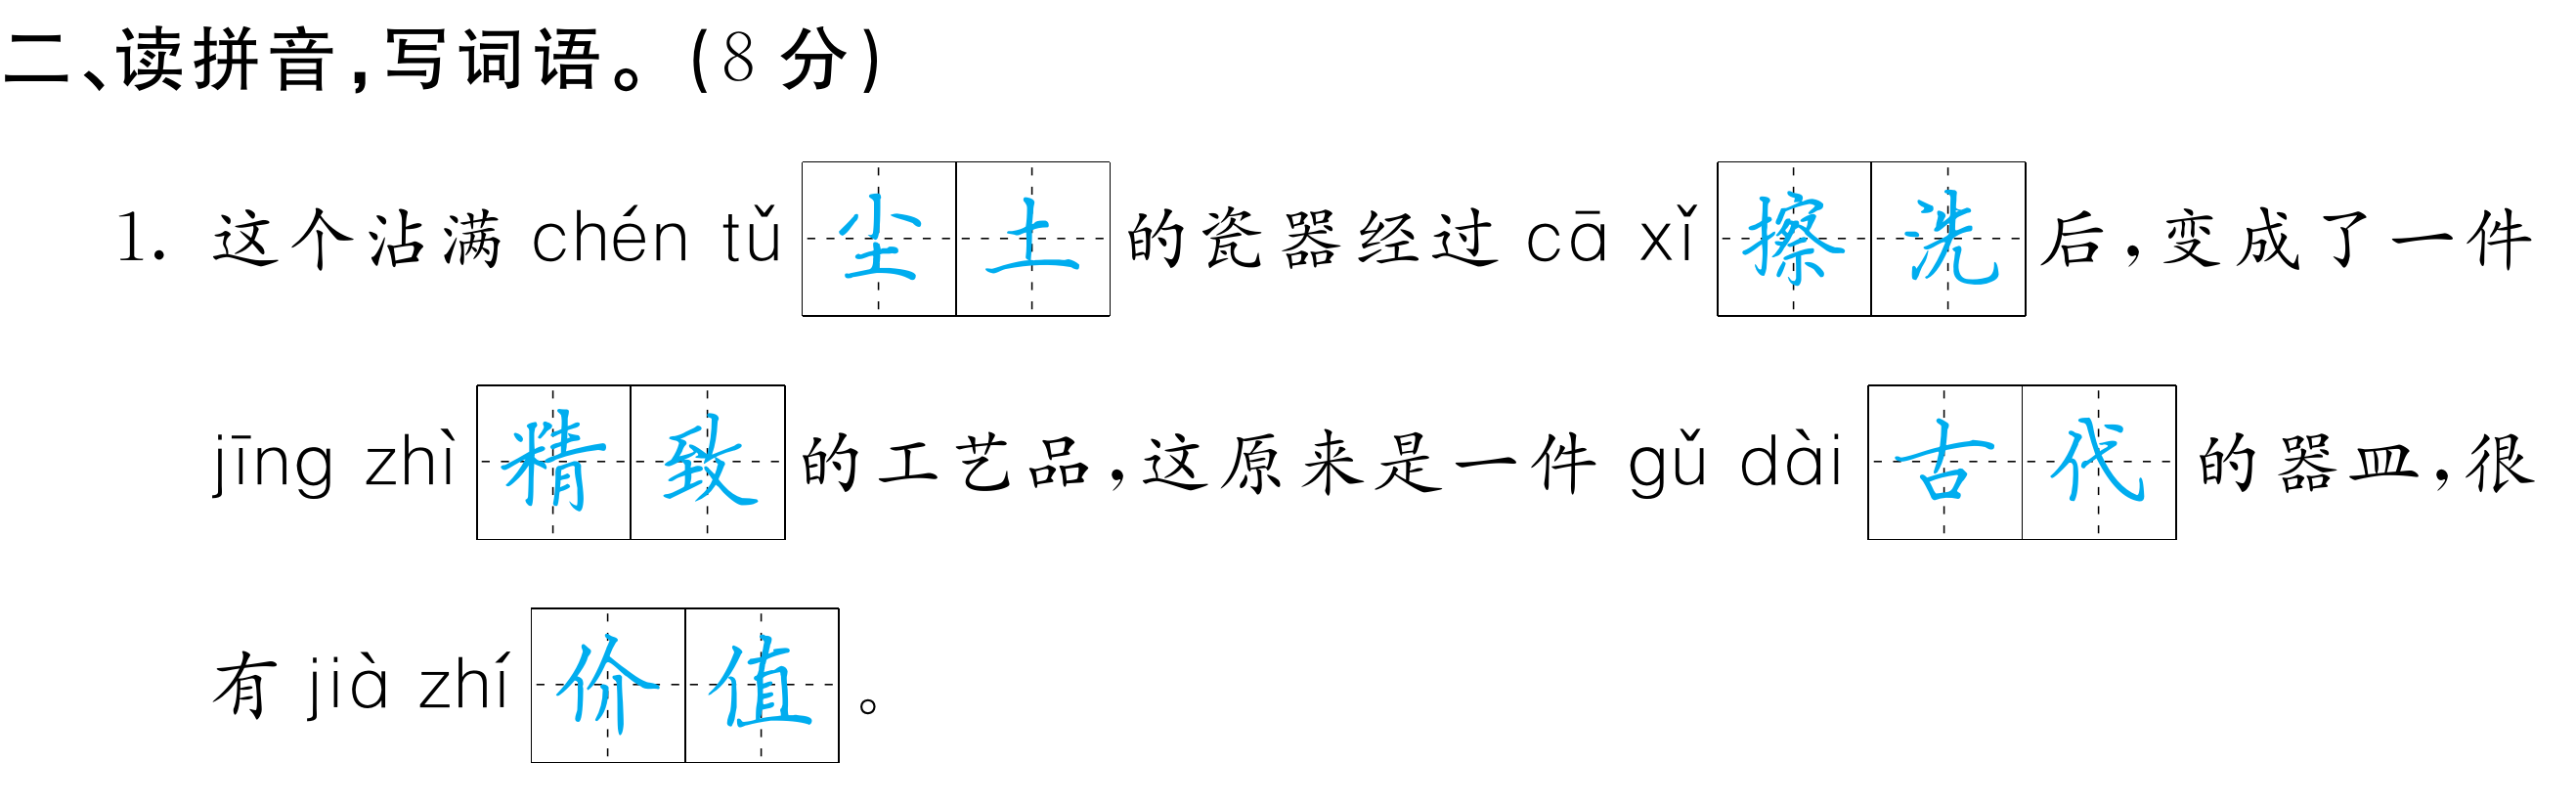 二、读拼音,写词语。(8 分)
1. 这个沾满 chén tǔ 尘土 的瓷器经过 cā xǐ 擦洗 后,变成了一件
jīng zhì 精致 的工艺品,这原来是一件 gǔ dài 古代 的器皿,很
有 jià zhí 价值 。